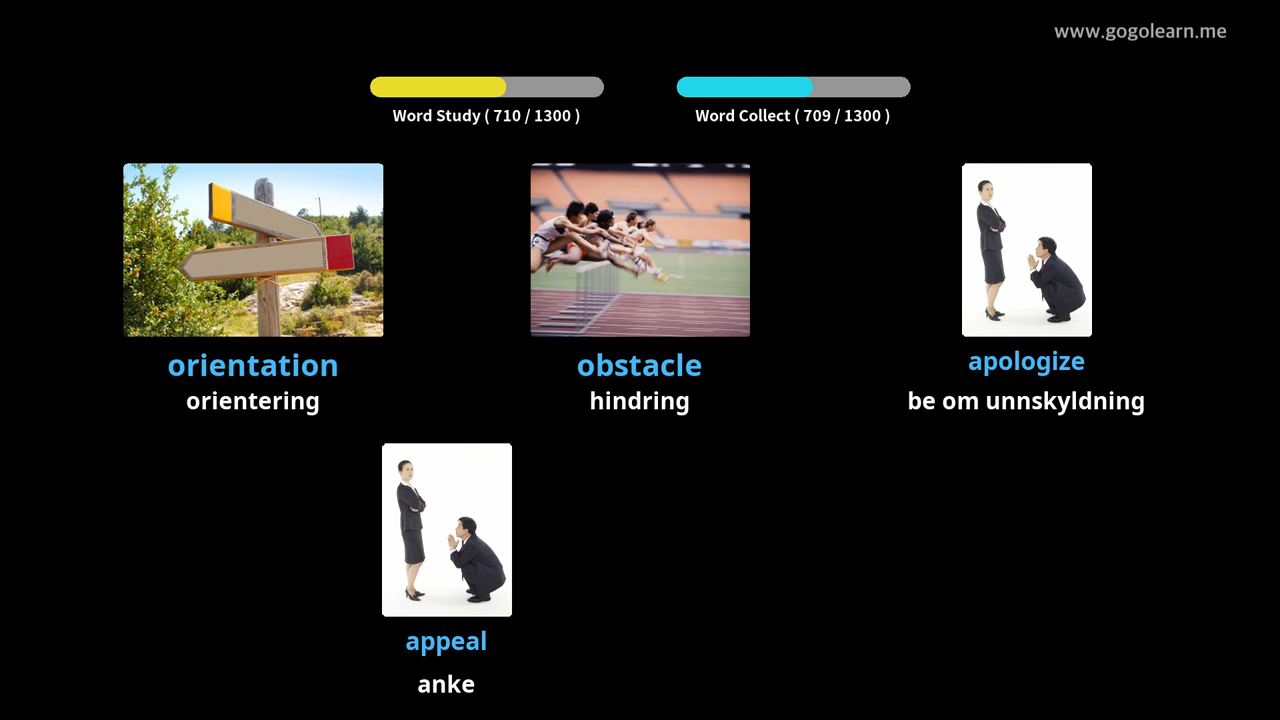 www.gogolearn.me
Word Study ( 710 / 1300 )
Word Collect ( 709 / 1300 )
orientation
orientering
obstacle
hindring
apologize
be om unnskyldning
appeal
anke